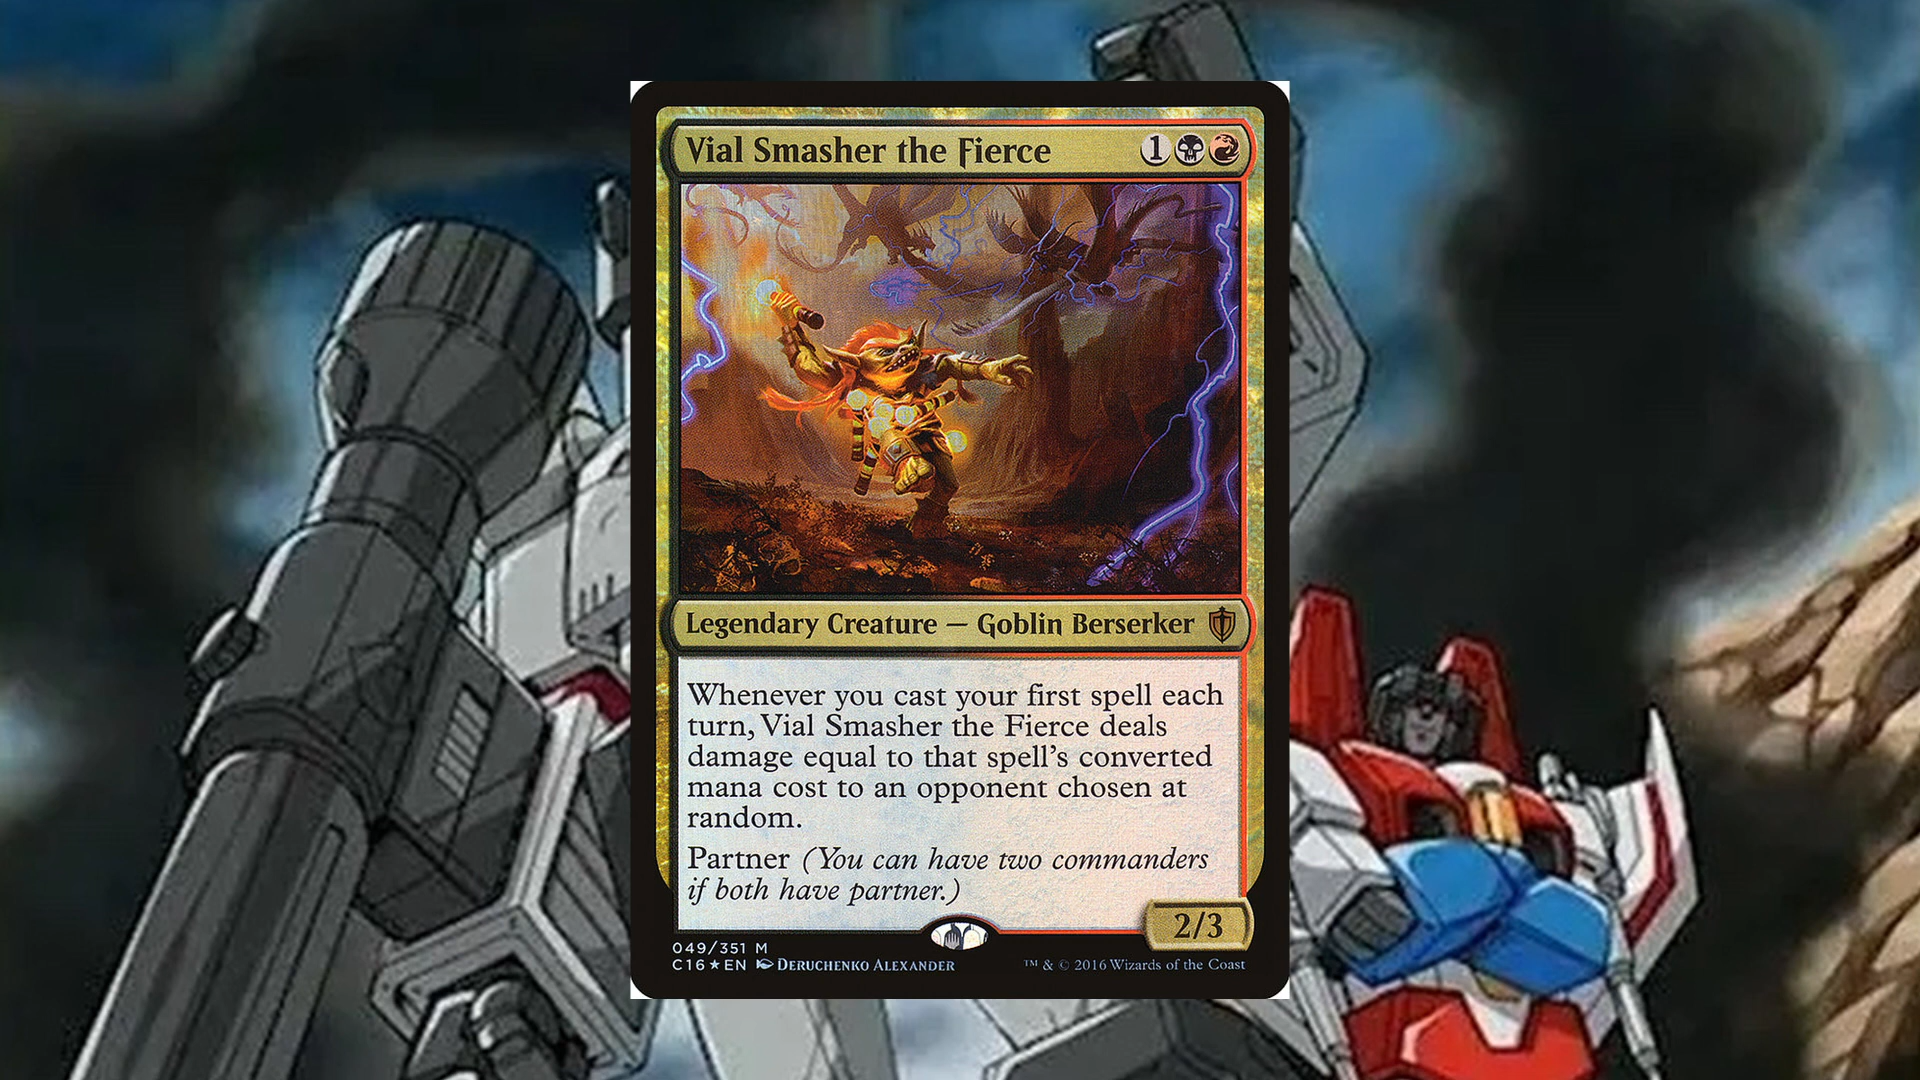 Vial Smasher the Fierce 1
Legendary Creature — Goblin Berserker
Whenever you cast your first spell each
turn, Vial Smasher the Fierce deals
damage equal to that spell's converted
mana cost to an opponent chosen at
random.
Partner (You can have two commanders
if both have partner.)
2/3
049/351 M
C16★EN Deruchenko Alexander
™ & © 2016 Wizards of the Coast